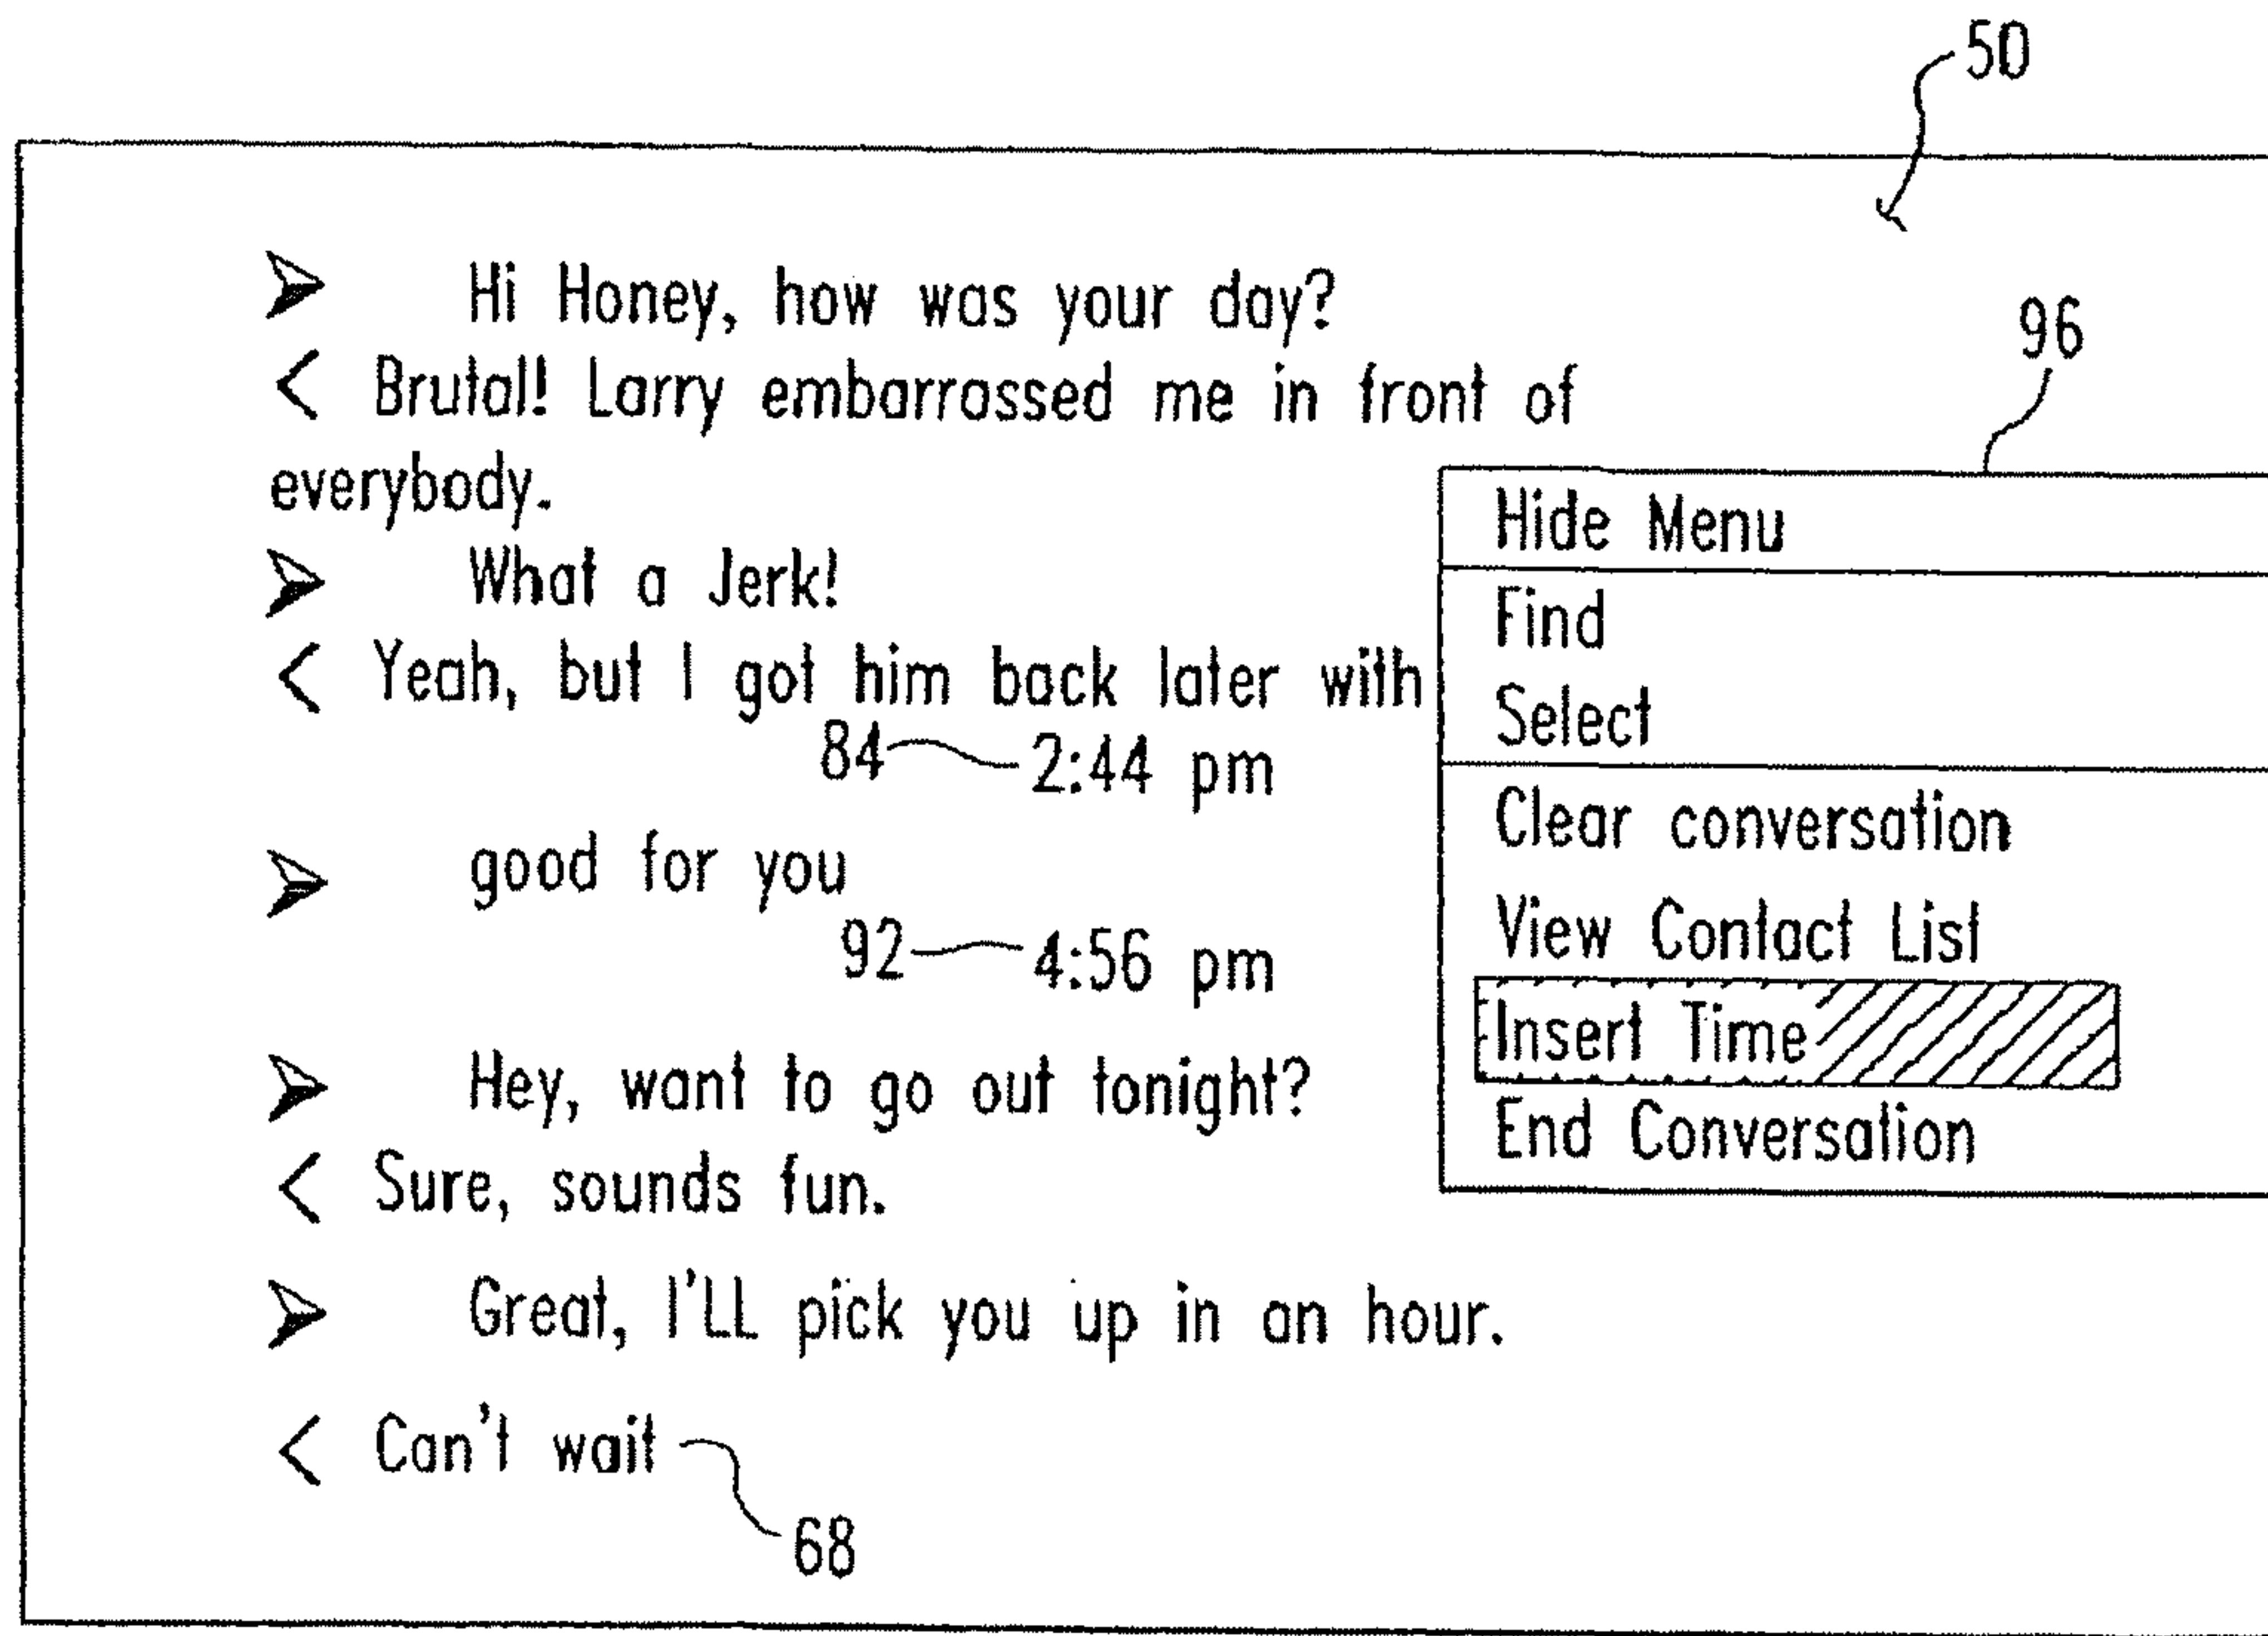 50
➢ Hi Honey, how was your day?
96
< Brutal! Larry embarrassed me in front of
everybody.
➢ What a Jerk!
< Yeah, but I got him back later with
84 2:44 pm
➢ good for you
92 4:56 pm
➢ Hey, want to go out tonight?
< Sure, sounds fun.
➢ Great, I'LL pick you up in an hour.
< Can't wait
68
Hide Menu
Find
Select
Clear conversation
View Contact List
Insert Time
End Conversation